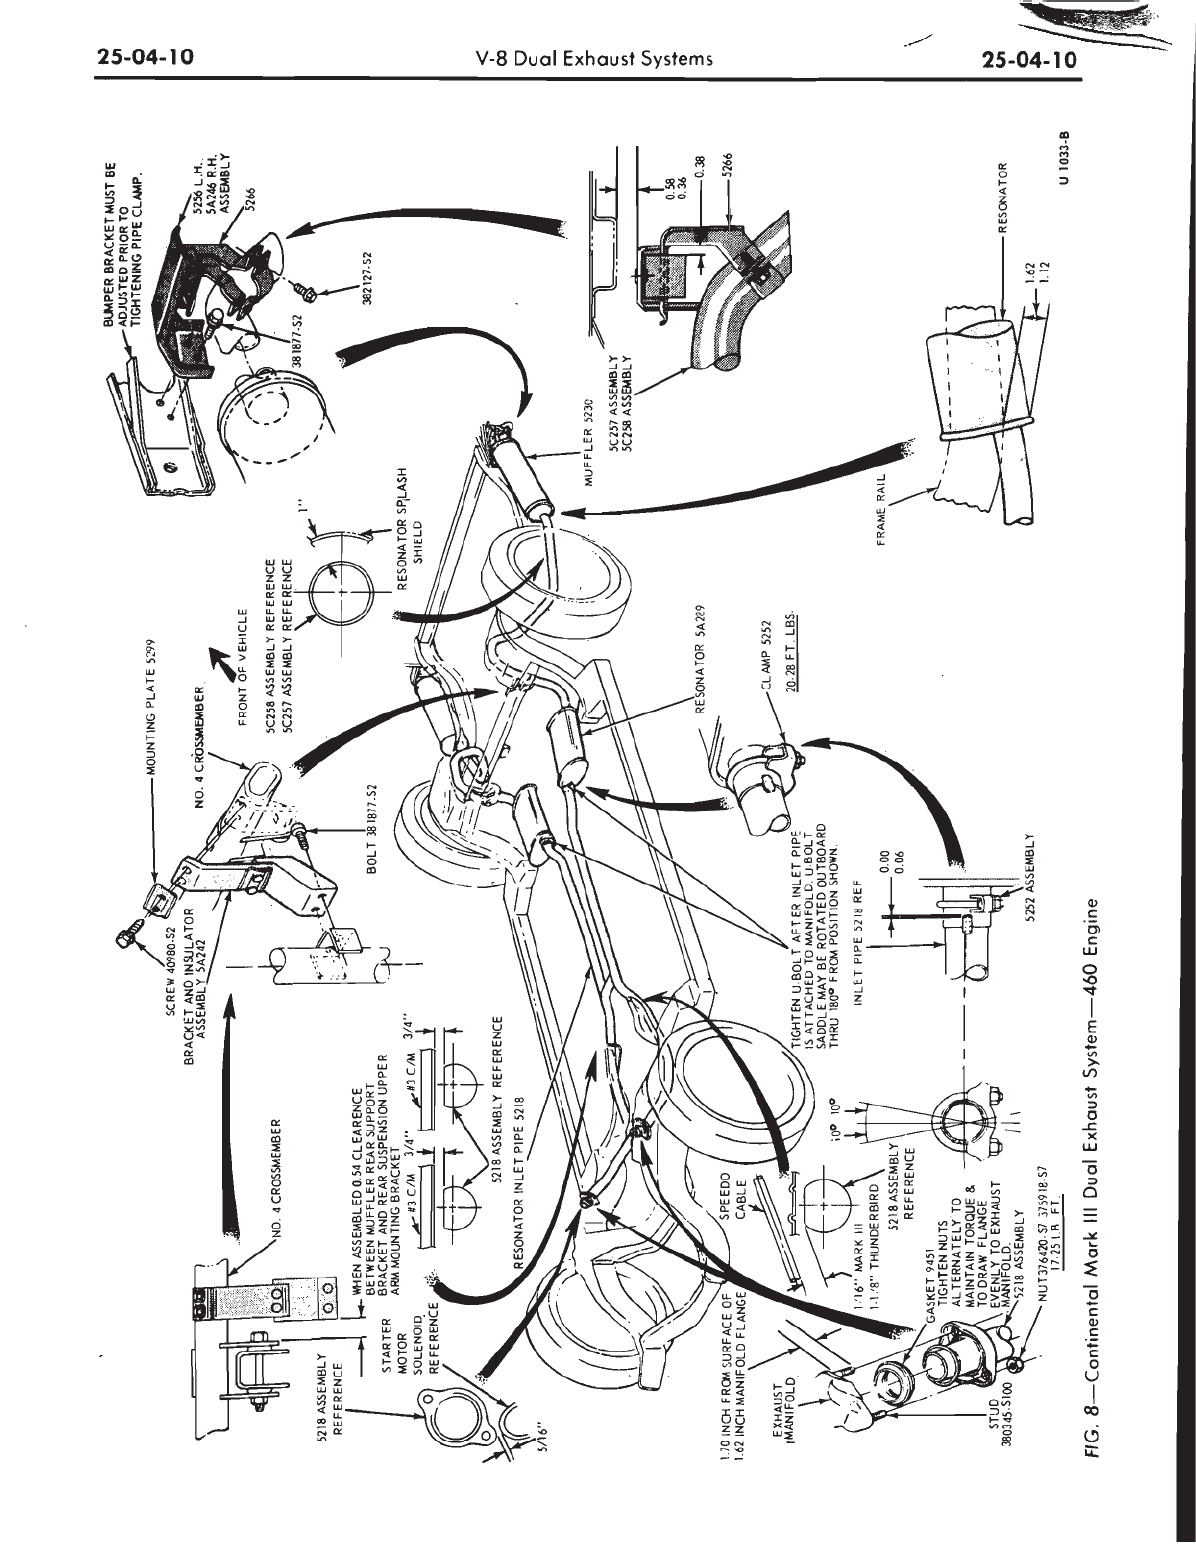 25-04-10
V-8 Dual Exhaust Systems
25-04-10
BUMPER BRACKET MUST BE
ADJUSTED PRIOR TO
TIGHTENING PIPE CLAMP.
5256 L.H.
5A246 R.H.
ASSEMBLY
5266
382127-S2
381877-S2
0.58
0.36
0.38
5266
5C257 ASSEMBLY
5C258 ASSEMBLY
MUFFLER 5230
U 1033-B
RESONATOR
1.62
1.12
FRAME RAIL
1"
RESONATOR SPLASH
SHIELD
5C258 ASSEMBLY REFERENCE
5C257 ASSEMBLY REFERENCE
FRONT OF VEHICLE
MOUNTING PLATE 5299
NO. 4 CROSSMEMBER
BOLT 381877-S2
SCREW 40980-S2
BRACKET AND INSULATOR
ASSEMBLY 5A242
RESONATOR 5A289
CLAMP 5252
20-28 FT. LBS.
TIGHTEN U-BOLT AFTER INLET PIPE
IS ATTACHED TO MANIFOLD. U-BOLT
SADDLE MAY BE ROTATED OUTBOARD
THRU 180° FROM POSITION SHOWN.
INLET PIPE 5218 REF
0.00
0.06
5252 ASSEMBLY
NO. 4 CROSSMEMBER
WHEN ASSEMBLED 0.54 CLEARENCE
BETWEEN MUFFLER REAR SUPPORT
BRACKET AND REAR SUSPENSION UPPER
ARM MOUNTING BRACKET
#3 C/M
3/4"
#3 C/M
3/4"
5218 ASSEMBLY REFERENCE
RESONATOR INLET PIPE 5218
5218 ASSEMBLY
REFERENCE
STARTER
MOTOR
SOLENOID
REFERENCE
5/16"
SPEEDO
CABLE
1/16" MARK III
1-1/8" THUNDERBIRD
5218 ASSEMBLY
REFERENCE
10°
1.70 INCH FROM SURFACE OF
1.62 INCH MANIFOLD FLANGE
EXHAUST
MANIFOLD
GASKET 9451
TIGHTEN NUTS
ALTERNATELY TO
MAINTAIN TORQUE &
TO DRAW FLANGE
EVENLY TO EXHAUST
MANIFOLD.
5218 ASSEMBLY
NUT 376420-S7 375918-S7
17-25 LB. FT.
STUD
380345-S100
FIG. 8—Continental Mark III Dual Exhaust System—460 Engine